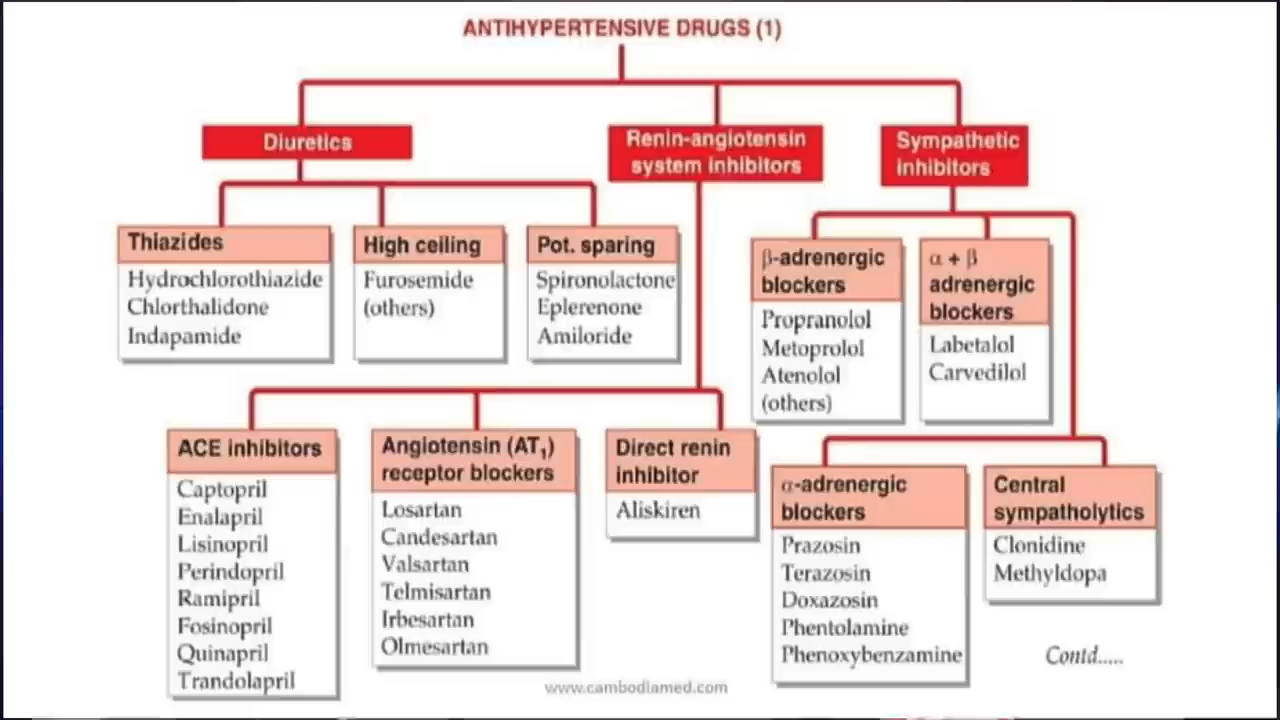 ANTIHYPERTENSIVE DRUGS (1)
Diuretics
Renin-angiotensin
system inhibitors
Sympathetic
inhibitors
Thiazides
Hydrochlorothiazide
Chlorthalidone
Indapamide
High ceiling
Furosemide
(others)
Pot. sparing
Spironolactone
Eplerenone
Amiloride
β-adrenergic
blockers
Propranolol
Metoprolol
Atenolol
(others)
α + β
adrenergic
blockers
Labetalol
Carvedilol
ACE inhibitors
Captopril
Enalapril
Lisinopril
Perindopril
Ramipril
Fosinopril
Quinapril
Trandolapril
Angiotensin (AT₁)
receptor blockers
Losartan
Candesartan
Valsartan
Telmisartan
Irbesartan
Olmesartan
Direct renin
inhibitor
Aliskiren
α-adrenergic
blockers
Prazosin
Terazosin
Doxazosin
Phentolamine
Phenoxybenzamine
Central
sympatholytics
Clonidine
Methyldopa
Contd.....
www.cambodiamed.com